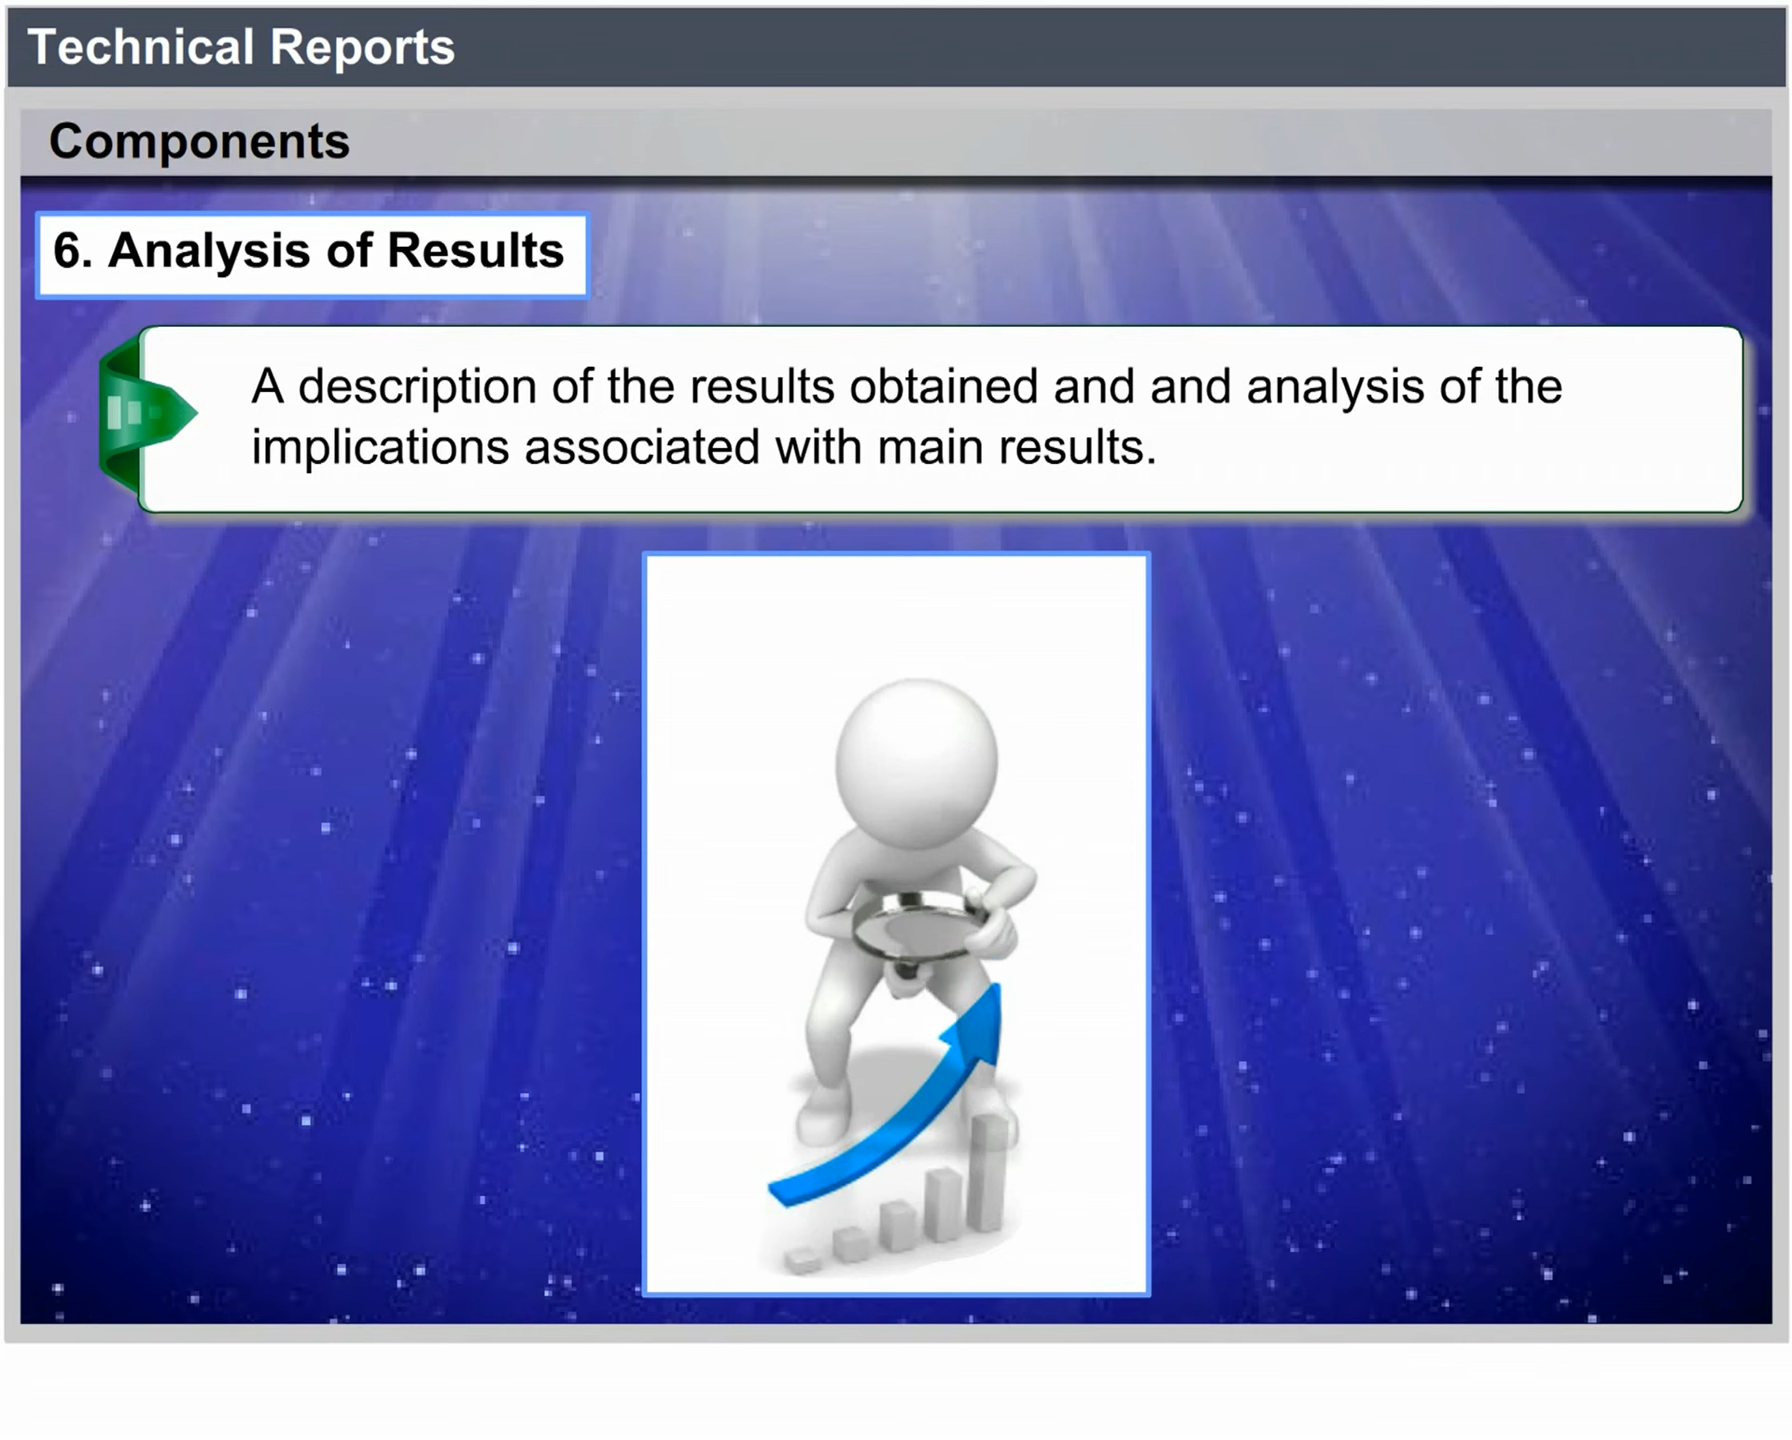 Technical Reports
Components
6. Analysis of Results
A description of the results obtained and and analysis of the
implications associated with main results.